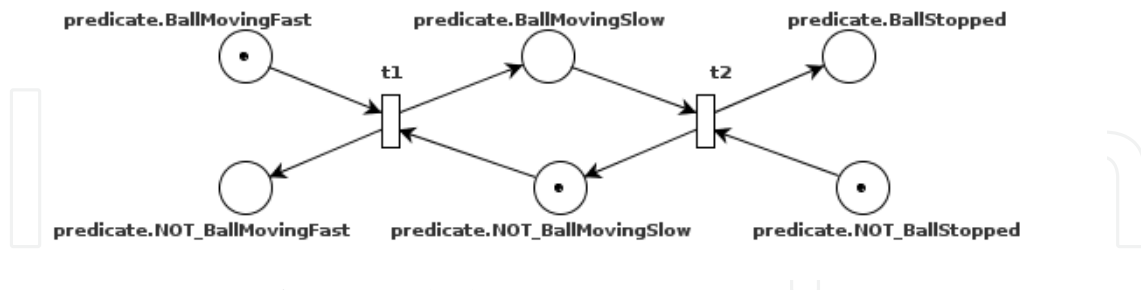 predicate.BallMovingFast
predicate.BallMovingSlow
predicate.BallStopped
t1
t2
predicate.NOT_BallMovingFast
predicate.NOT_BallMovingSlow
predicate.NOT_BallStopped